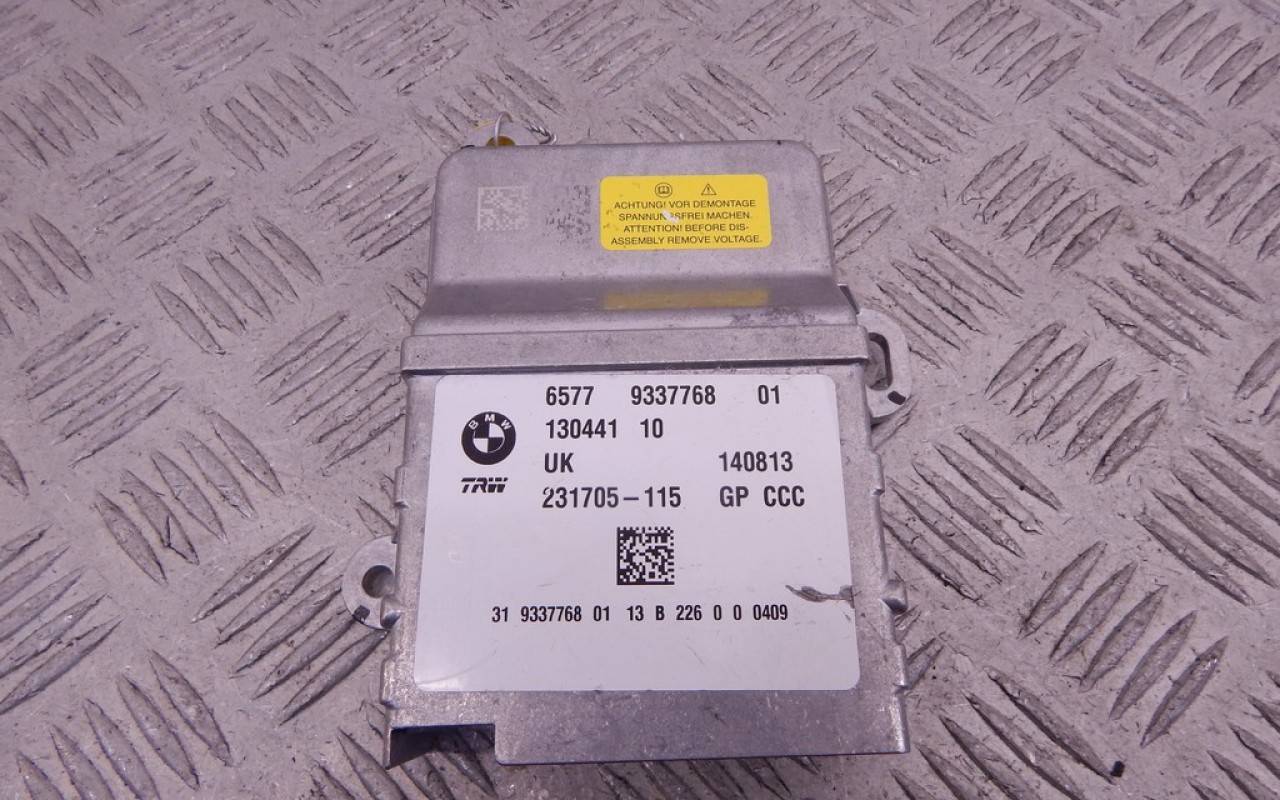 ACHTUNG! VOR DEMONTAGE
SPANNUNGSFREI MACHEN.
ATTENTION! BEFORE DIS-
ASSEMBLY REMOVE VOLTAGE.
6577 9337768 01
BMW
130441 10
UK 140813
TRW
231705-115 GP CCC
31 9337768 01 13 B 226 0 0 0409